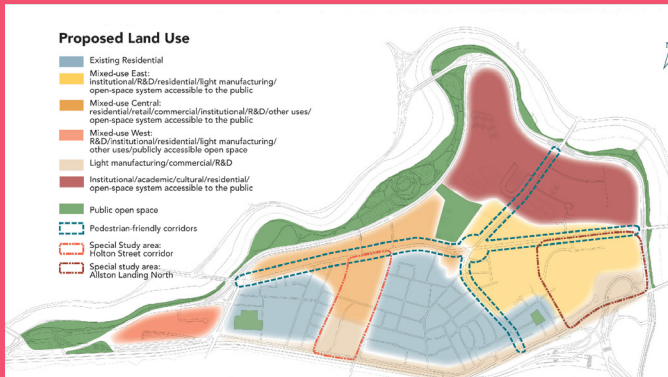 Proposed Land Use
Existing Residential
Mixed-use East:
institutional/R&D/residential/light manufacturing/
open-space system accessible to the public
Mixed-use Central:
residential/retail/commercial/institutional/R&D/other uses/
open-space system accessible to the public
Mixed-use West:
R&D/institutional/residential/light manufacturing/
other uses/publicly accessible open space
Light manufacturing/commercial/R&D
Institutional/academic/cultural/residential/
open-space system accessible to the public
Public open space
Pedestrian-friendly corridors
Special Study area:
Holton Street corridor
Special study area:
Allston Landing North